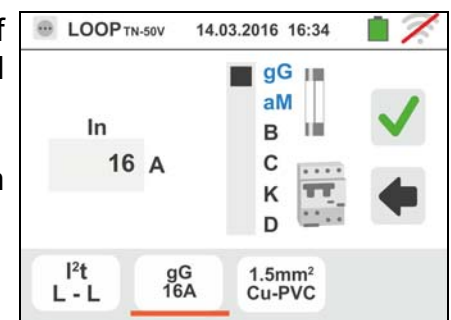 f
LOOP TN-50V 14.03.2016 16:34
l
gG
aM
In
B
16 A
C
n
K
D
I²t gG 1.5mm²
L - L 16A Cu-PVC